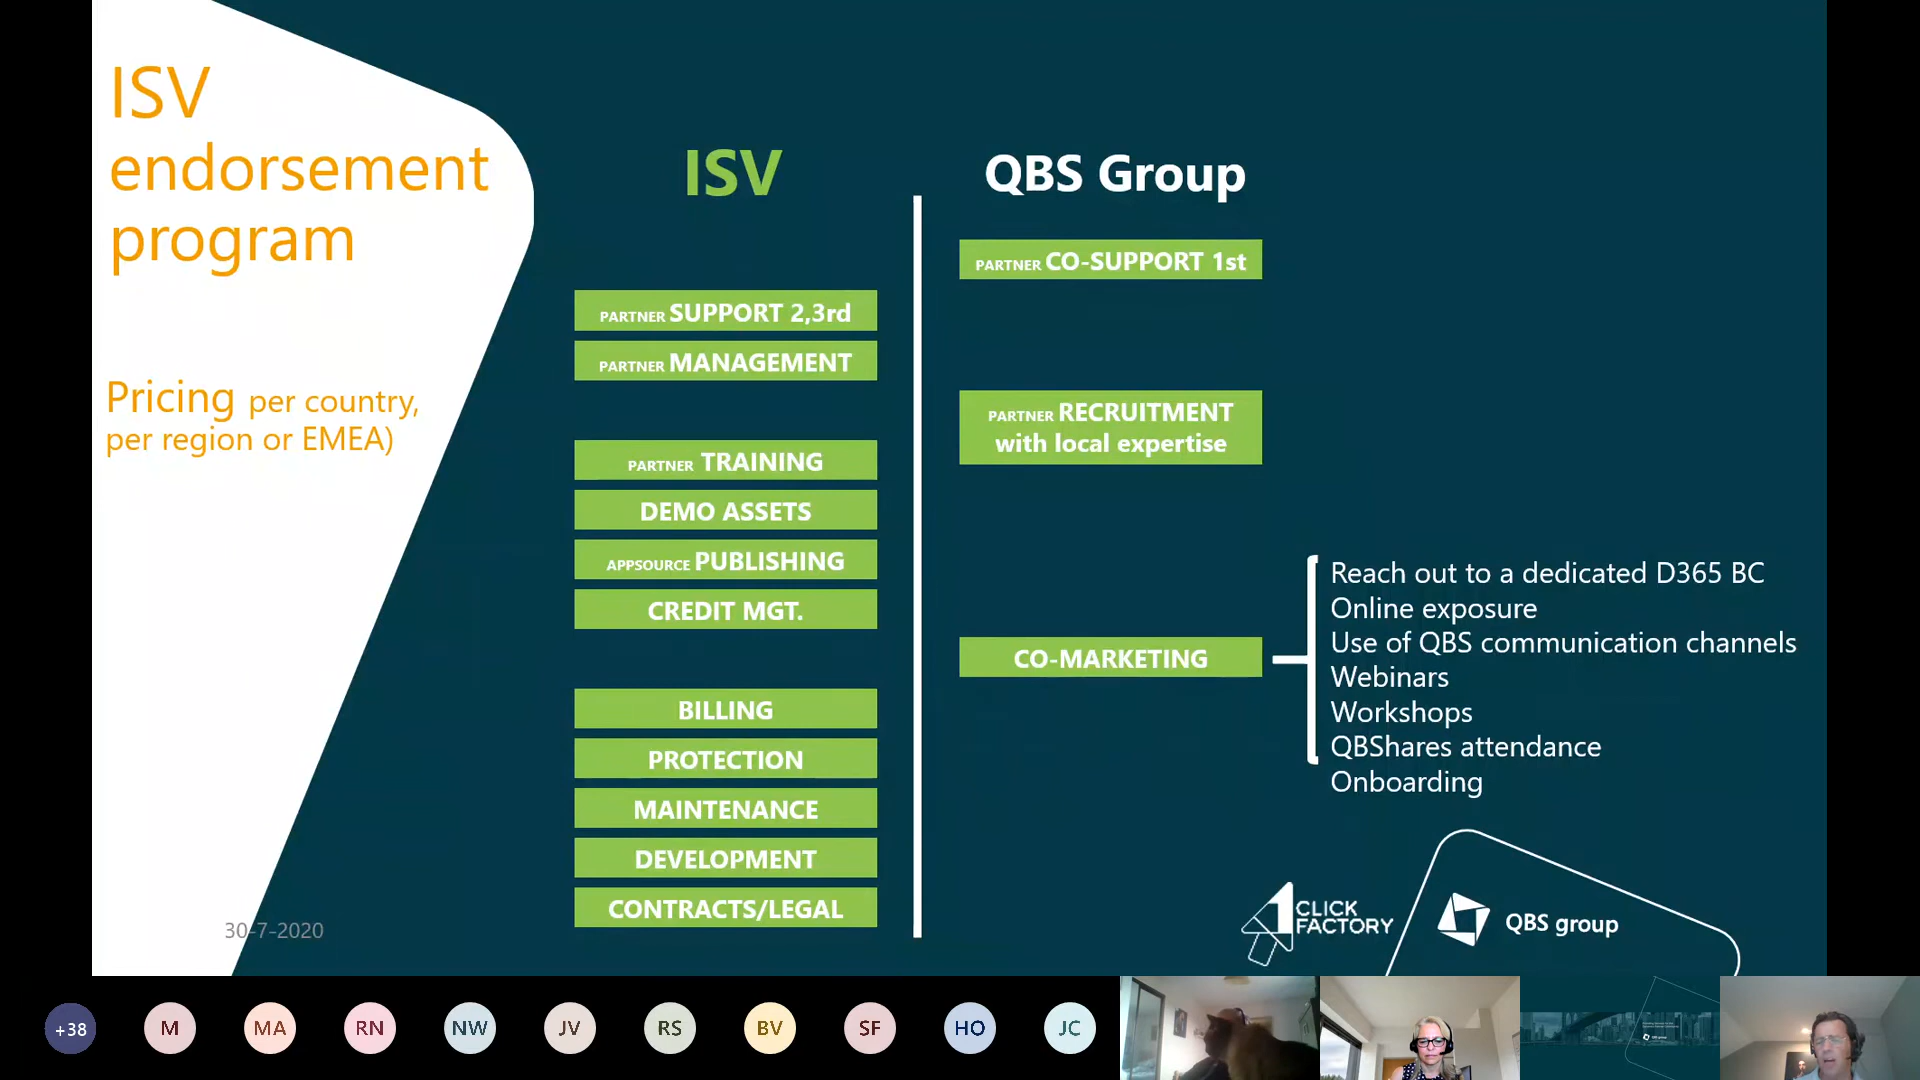 ISV
endorsement
program
Pricing per country,
per region or EMEA)
30-7-2020
ISV
PARTNER SUPPORT 2,3rd
PARTNER MANAGEMENT
PARTNER TRAINING
DEMO ASSETS
APPSOURCE PUBLISHING
CREDIT MGT.
BILLING
PROTECTION
MAINTENANCE
DEVELOPMENT
CONTRACTS/LEGAL
QBS Group
PARTNER CO-SUPPORT 1st
PARTNER RECRUITMENT
with local expertise
CO-MARKETING
Reach out to a dedicated D365 BC
Online exposure
Use of QBS communication channels
Webinars
Workshops
QBShares attendance
Onboarding
1CLICK
FACTORY
QBS group
+38
M
MA
RN
NW
JV
RS
BV
SF
HO
JC